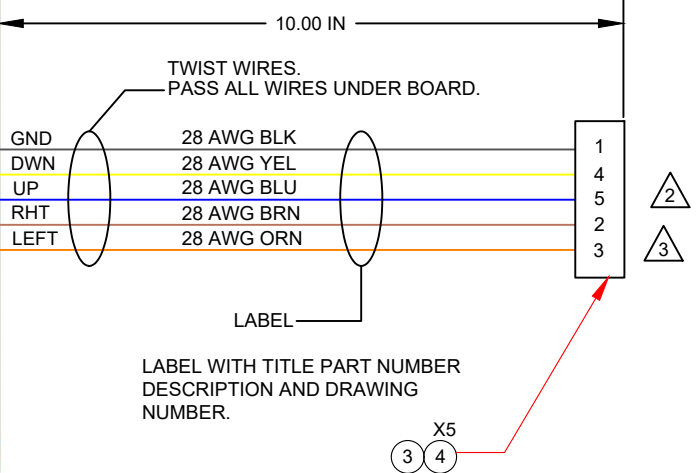 10.00 IN
TWIST WIRES.
PASS ALL WIRES UNDER BOARD.
GND 28 AWG BLK 1
DWN 28 AWG YEL 4
UP 28 AWG BLU 5
2
RHT 28 AWG BRN 2
LEFT 28 AWG ORN 3
3
LABEL
LABEL WITH TITLE PART NUMBER
DESCRIPTION AND DRAWING
NUMBER.
X5
3 4